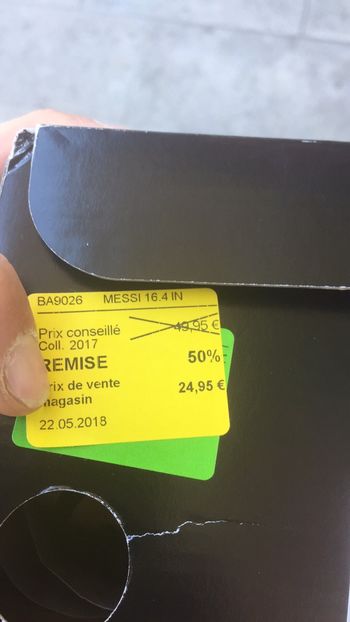 BA9026 MESSI 16.4 IN
Prix conseillé 49,95 €
Coll. 2017
REMISE 50%
rix de vente 24,95 €
magasin
22.05.2018